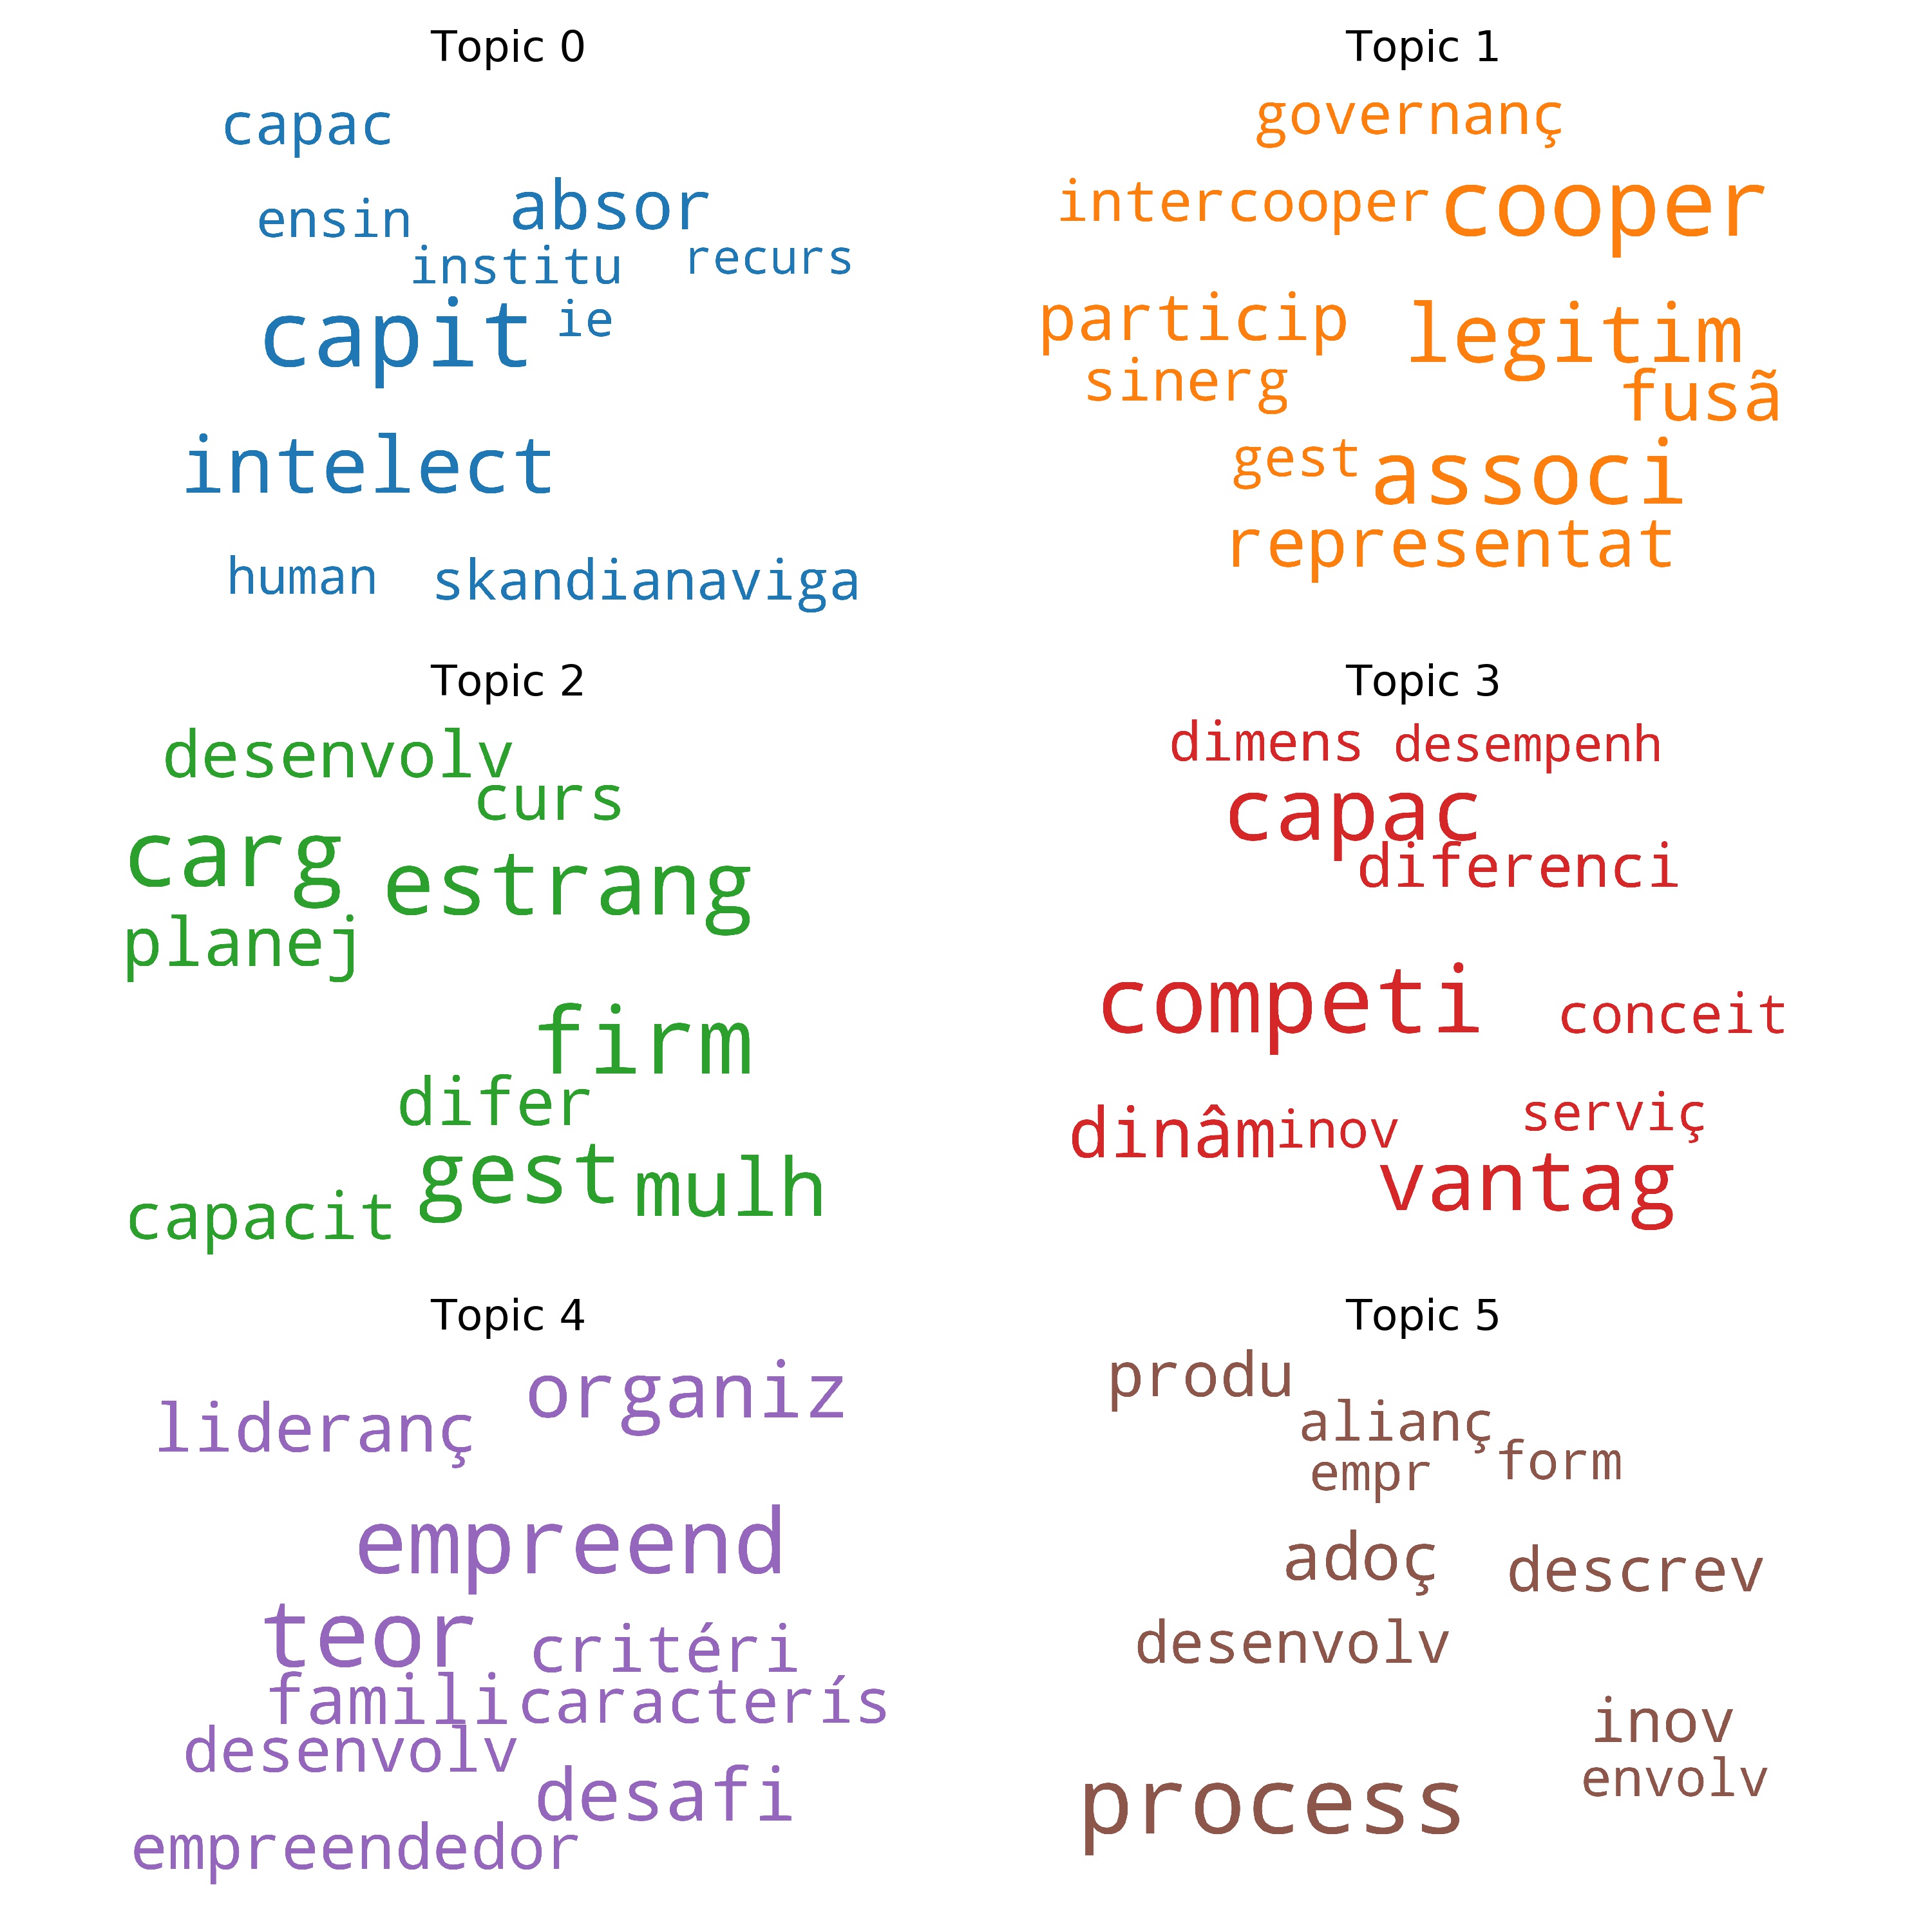 Topic 0
capac
ensin absor
institu recurs
capit ie
intelect
human skandianaviga
Topic 1
governanç
intercooper cooper
particip legitim
sinerg fusã
gest associ
representat
Topic 2
desenvolv
curs
carg estrang
planej
firm
difer
gest mulh
capacit
Topic 3
dimens desempenh
capac
diferenci
competi conceit
dinâm inov serviç
vantag
Topic 4
organiz
lideranç
empreend
teor critéri
famili caracterís
desenvolv
desafi
empreendedor
Topic 5
produ
alianç
empr form
adoç descrev
desenvolv
inov
envolv
process